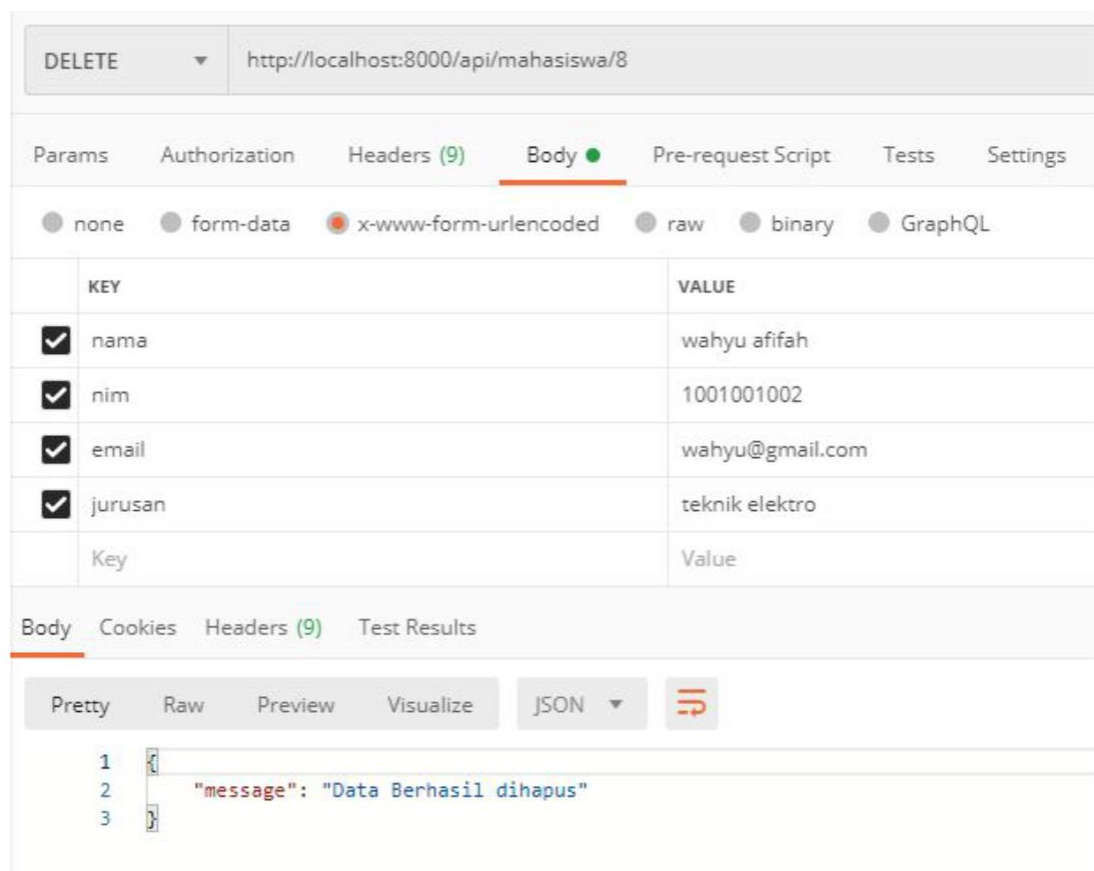 DELETE http://localhost:8000/api/mahasiswa/8
Params Authorization Headers (9) Body Pre-request Script Tests Settings
none form-data x-www-form-urlencoded raw binary GraphQL
KEY VALUE
nama wahyu afifah
nim 1001001002
email wahyu@gmail.com
jurusan teknik elektro
Key Value
Body Cookies Headers (9) Test Results
Pretty Raw Preview Visualize JSON
1 {
2 "message": "Data Berhasil dihapus"
3 }